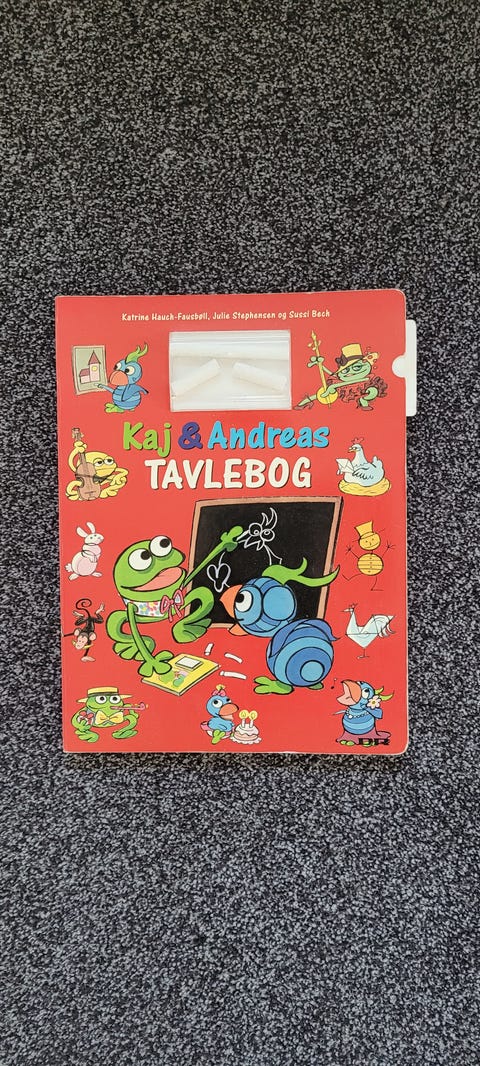 Katrine Hauch-Fausbøll, Julie Stephensen og Sussi Bech
Kaj & Andreas
TAVLEBOG